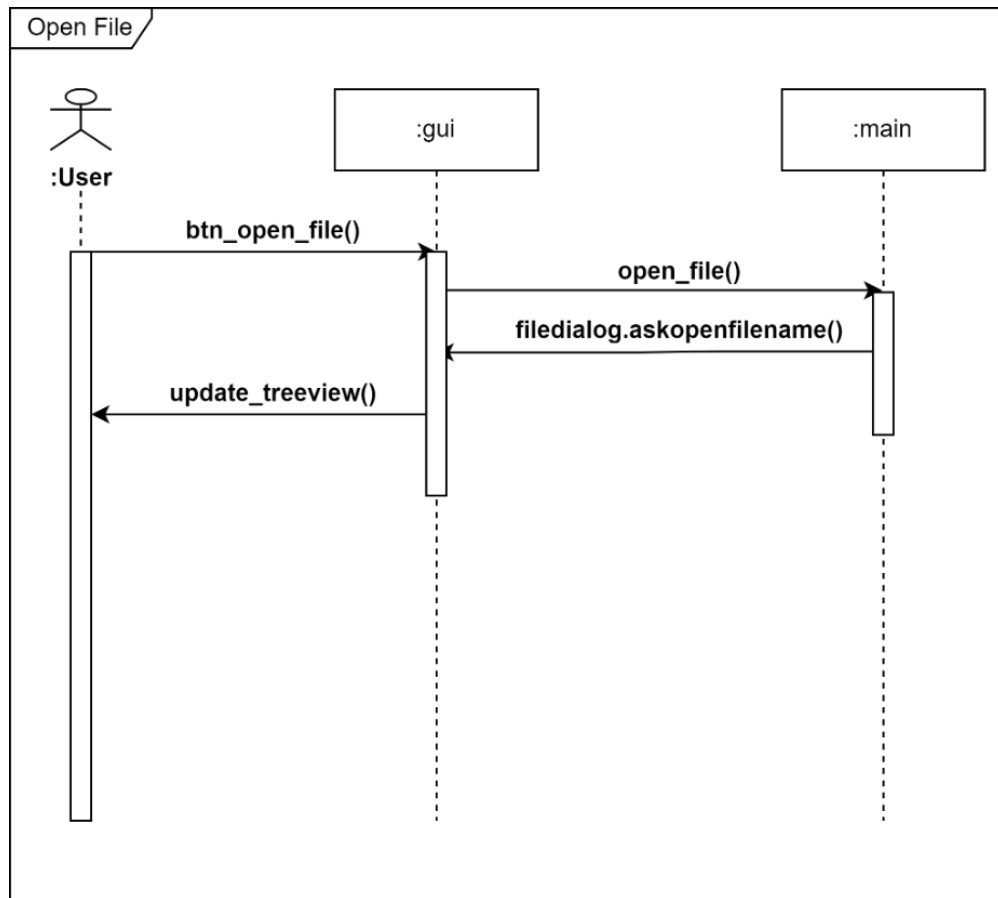 Open File
:User
:gui
:main
btn_open_file()
open_file()
filedialog.askopenfilename()
update_treeview()